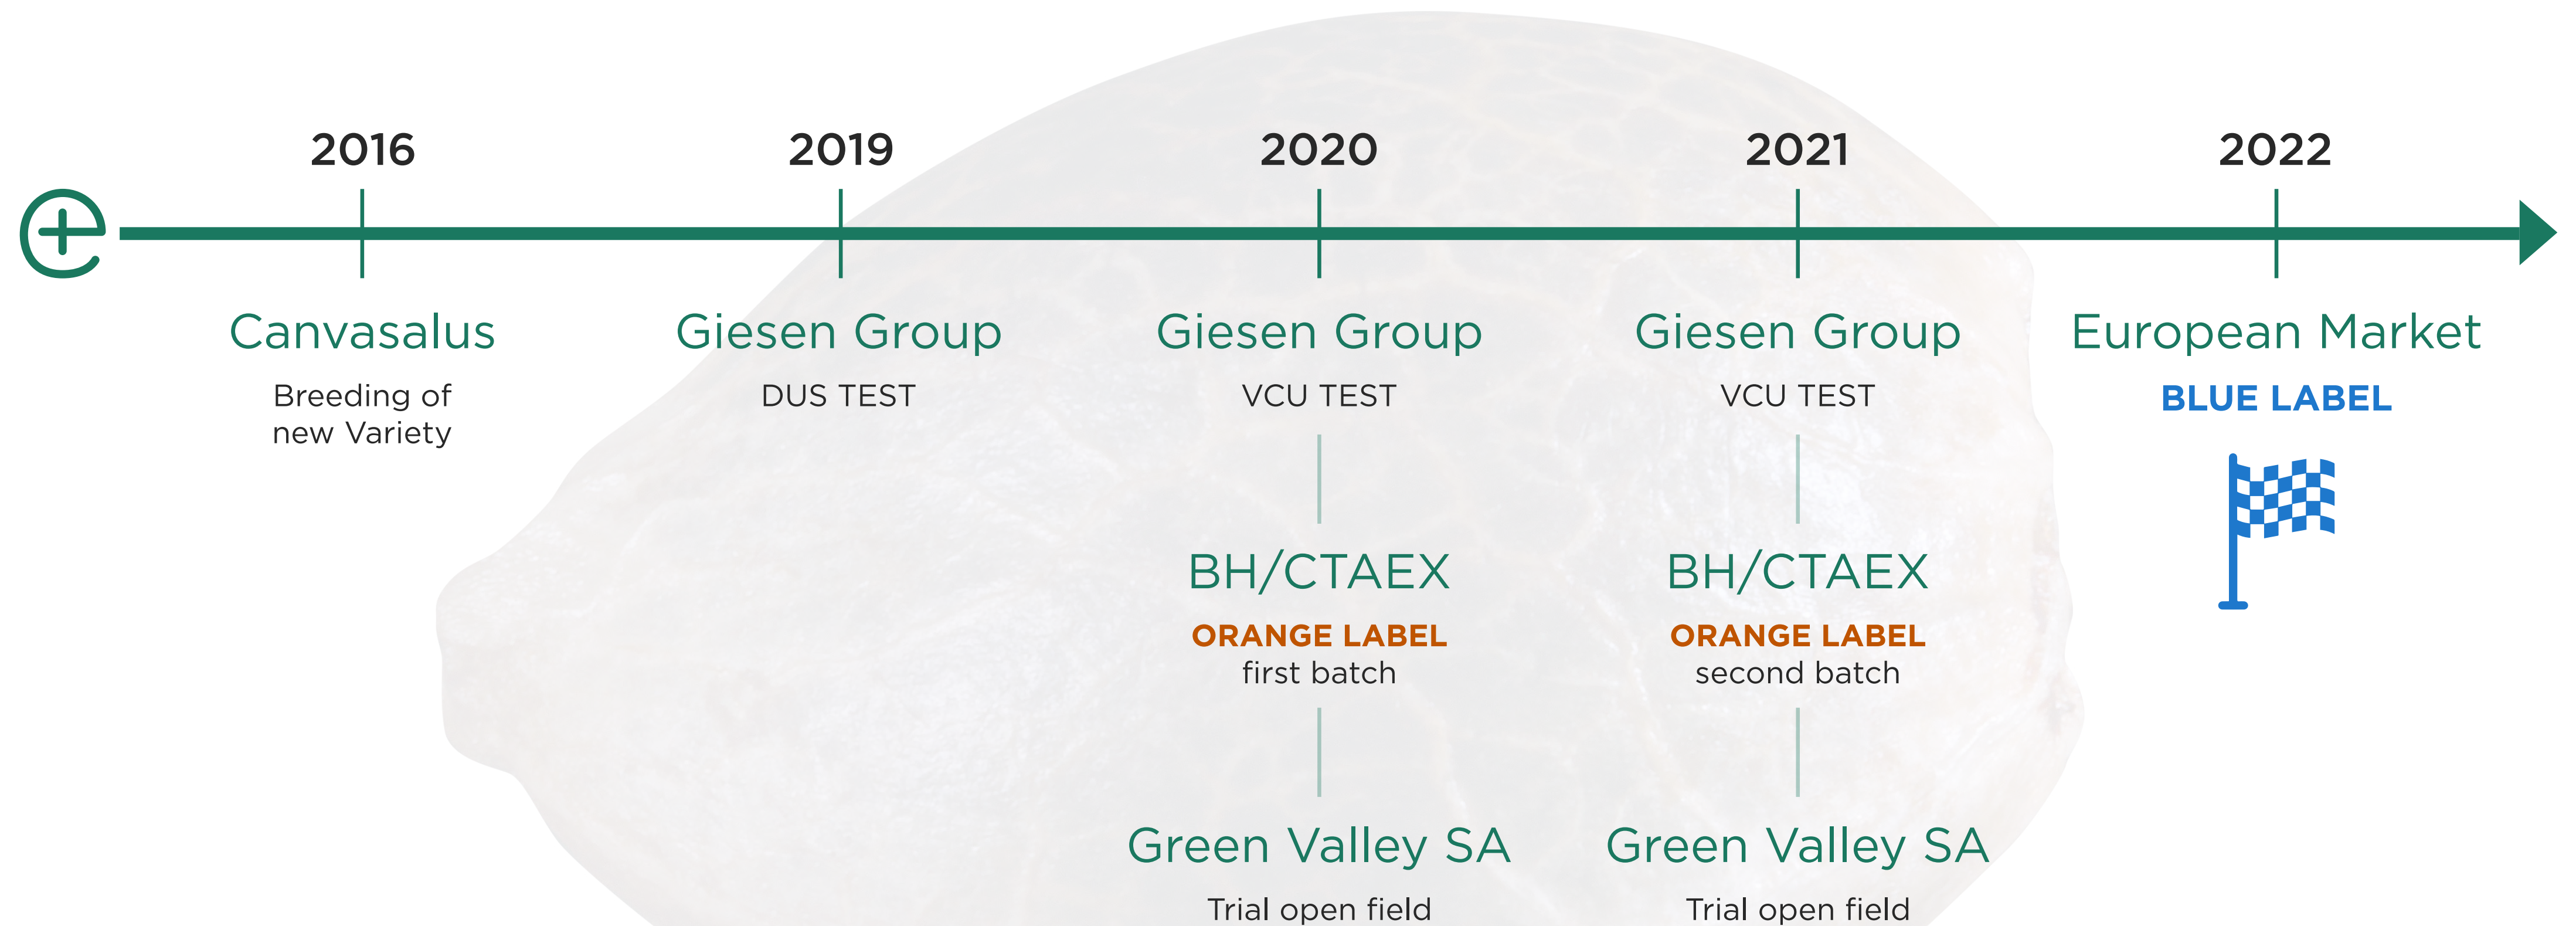 2016
Canvasalus
Breeding of
new Variety
2019
Giesen Group
DUS TEST
2020
Giesen Group
VCU TEST
BH/CTAEX
ORANGE LABEL
first batch
Green Valley SA
Trial open field
2021
Giesen Group
VCU TEST
BH/CTAEX
ORANGE LABEL
second batch
Green Valley SA
Trial open field
2022
European Market
BLUE LABEL